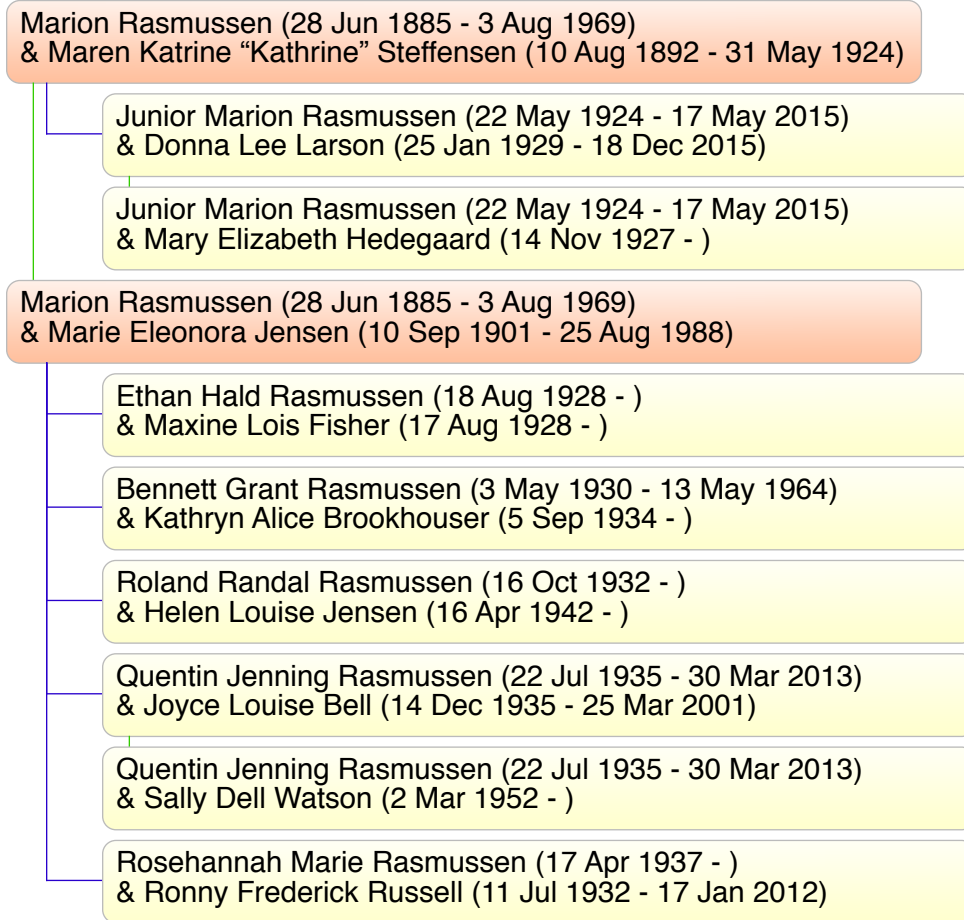 Marion Rasmussen (28 Jun 1885 - 3 Aug 1969)
& Maren Katrine “Kathrine” Steffensen (10 Aug 1892 - 31 May 1924)
Junior Marion Rasmussen (22 May 1924 - 17 May 2015)
& Donna Lee Larson (25 Jan 1929 - 18 Dec 2015)
Junior Marion Rasmussen (22 May 1924 - 17 May 2015)
& Mary Elizabeth Hedegaard (14 Nov 1927 - )
Marion Rasmussen (28 Jun 1885 - 3 Aug 1969)
& Marie Eleonora Jensen (10 Sep 1901 - 25 Aug 1988)
Ethan Hald Rasmussen (18 Aug 1928 - )
& Maxine Lois Fisher (17 Aug 1928 - )
Bennett Grant Rasmussen (3 May 1930 - 13 May 1964)
& Kathryn Alice Brookhouser (5 Sep 1934 - )
Roland Randal Rasmussen (16 Oct 1932 - )
& Helen Louise Jensen (16 Apr 1942 - )
Quentin Jenning Rasmussen (22 Jul 1935 - 30 Mar 2013)
& Joyce Louise Bell (14 Dec 1935 - 25 Mar 2001)
Quentin Jenning Rasmussen (22 Jul 1935 - 30 Mar 2013)
& Sally Dell Watson (2 Mar 1952 - )
Rosehannah Marie Rasmussen (17 Apr 1937 - )
& Ronny Frederick Russell (11 Jul 1932 - 17 Jan 2012)